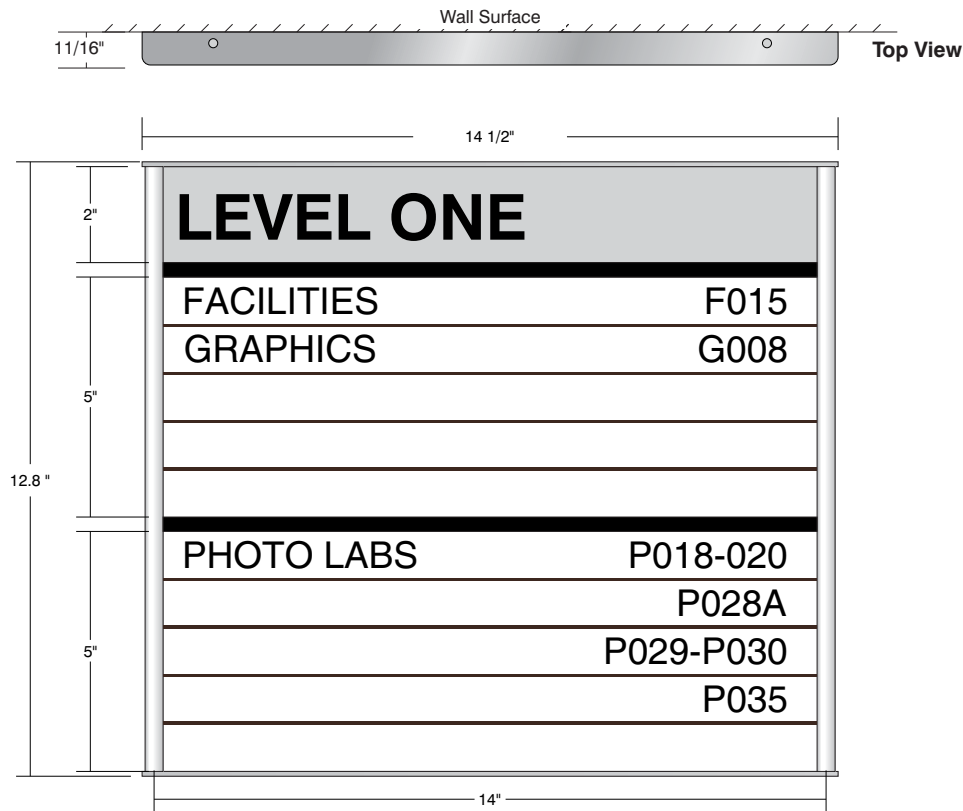 Wall Surface
11/16"
Top View
14 1/2"
2"
LEVEL ONE
FACILITIES F015
GRAPHICS G008
5"
12.8 "
PHOTO LABS P018-020
P028A
P029-P030
5"
P035
14"